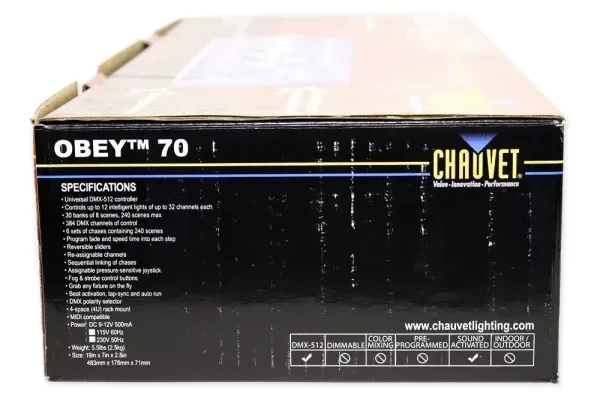 OBEY™ 70
CHAUVET®
Value - Innovation - Performance
SPECIFICATIONS
• Universal DMX-512 controller
• Controls up to 12 intelligent lights of up to 32 channels each
• 30 banks of 8 scenes, 240 scenes max
• 384 DMX channels of control
• 6 sets of chases containing 240 scenes
• Program fade and speed time into each step
• Reversible sliders
• Re-assignable channels
• Sequential linking of chases
• Assignable pressure-sensitive joystick
• Fog & strobe control buttons
• Grab any fixture on the fly
• Beat activation, tap-sync and auto run
• DMX polarity selector
• 4-space (4U) rack mount
• MIDI compatible
• Power: DC 9-12V 500mA
115V 60Hz
230V 50Hz
• Weight: 5.5lbs (2.5kg)
• Size: 19in x 7in x 2.8in
483mm x 178mm x 71mm
www.chauvetlighting.com
DMX-512 DIMMABLE COLOR MIXING PRE-PROGRAMMED SOUND ACTIVATED INDOOR / OUTDOOR